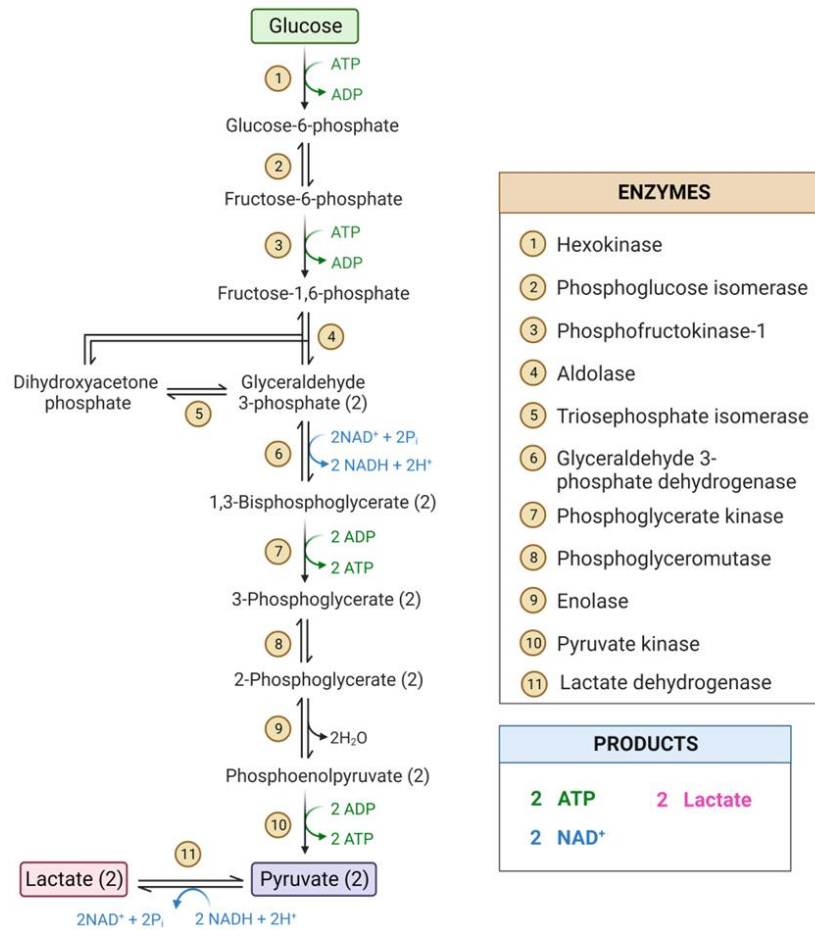 Glucose
1
ATP
ADP
Glucose-6-phosphate
2
Fructose-6-phosphate
3
ATP
ADP
Fructose-1,6-phosphate
4
Dihydroxyacetone
phosphate
5
Glyceraldehyde
3-phosphate (2)
6
2NAD⁺ + 2Pᵢ
2 NADH + 2H⁺
1,3-Bisphosphoglycerate (2)
7
2 ADP
2 ATP
3-Phosphoglycerate (2)
8
2-Phosphoglycerate (2)
9
2H₂O
Phosphoenolpyruvate (2)
10
2 ADP
2 ATP
11
Lactate (2)
Pyruvate (2)
2NAD⁺ + 2Pᵢ
2 NADH + 2H⁺
ENZYMES
1 Hexokinase
2 Phosphoglucose isomerase
3 Phosphofructokinase-1
4 Aldolase
5 Triosephosphate isomerase
6 Glyceraldehyde 3-
phosphate dehydrogenase
7 Phosphoglycerate kinase
8 Phosphoglyceromutase
9 Enolase
10 Pyruvate kinase
11 Lactate dehydrogenase
PRODUCTS
2 ATP 2 Lactate
2 NAD⁺